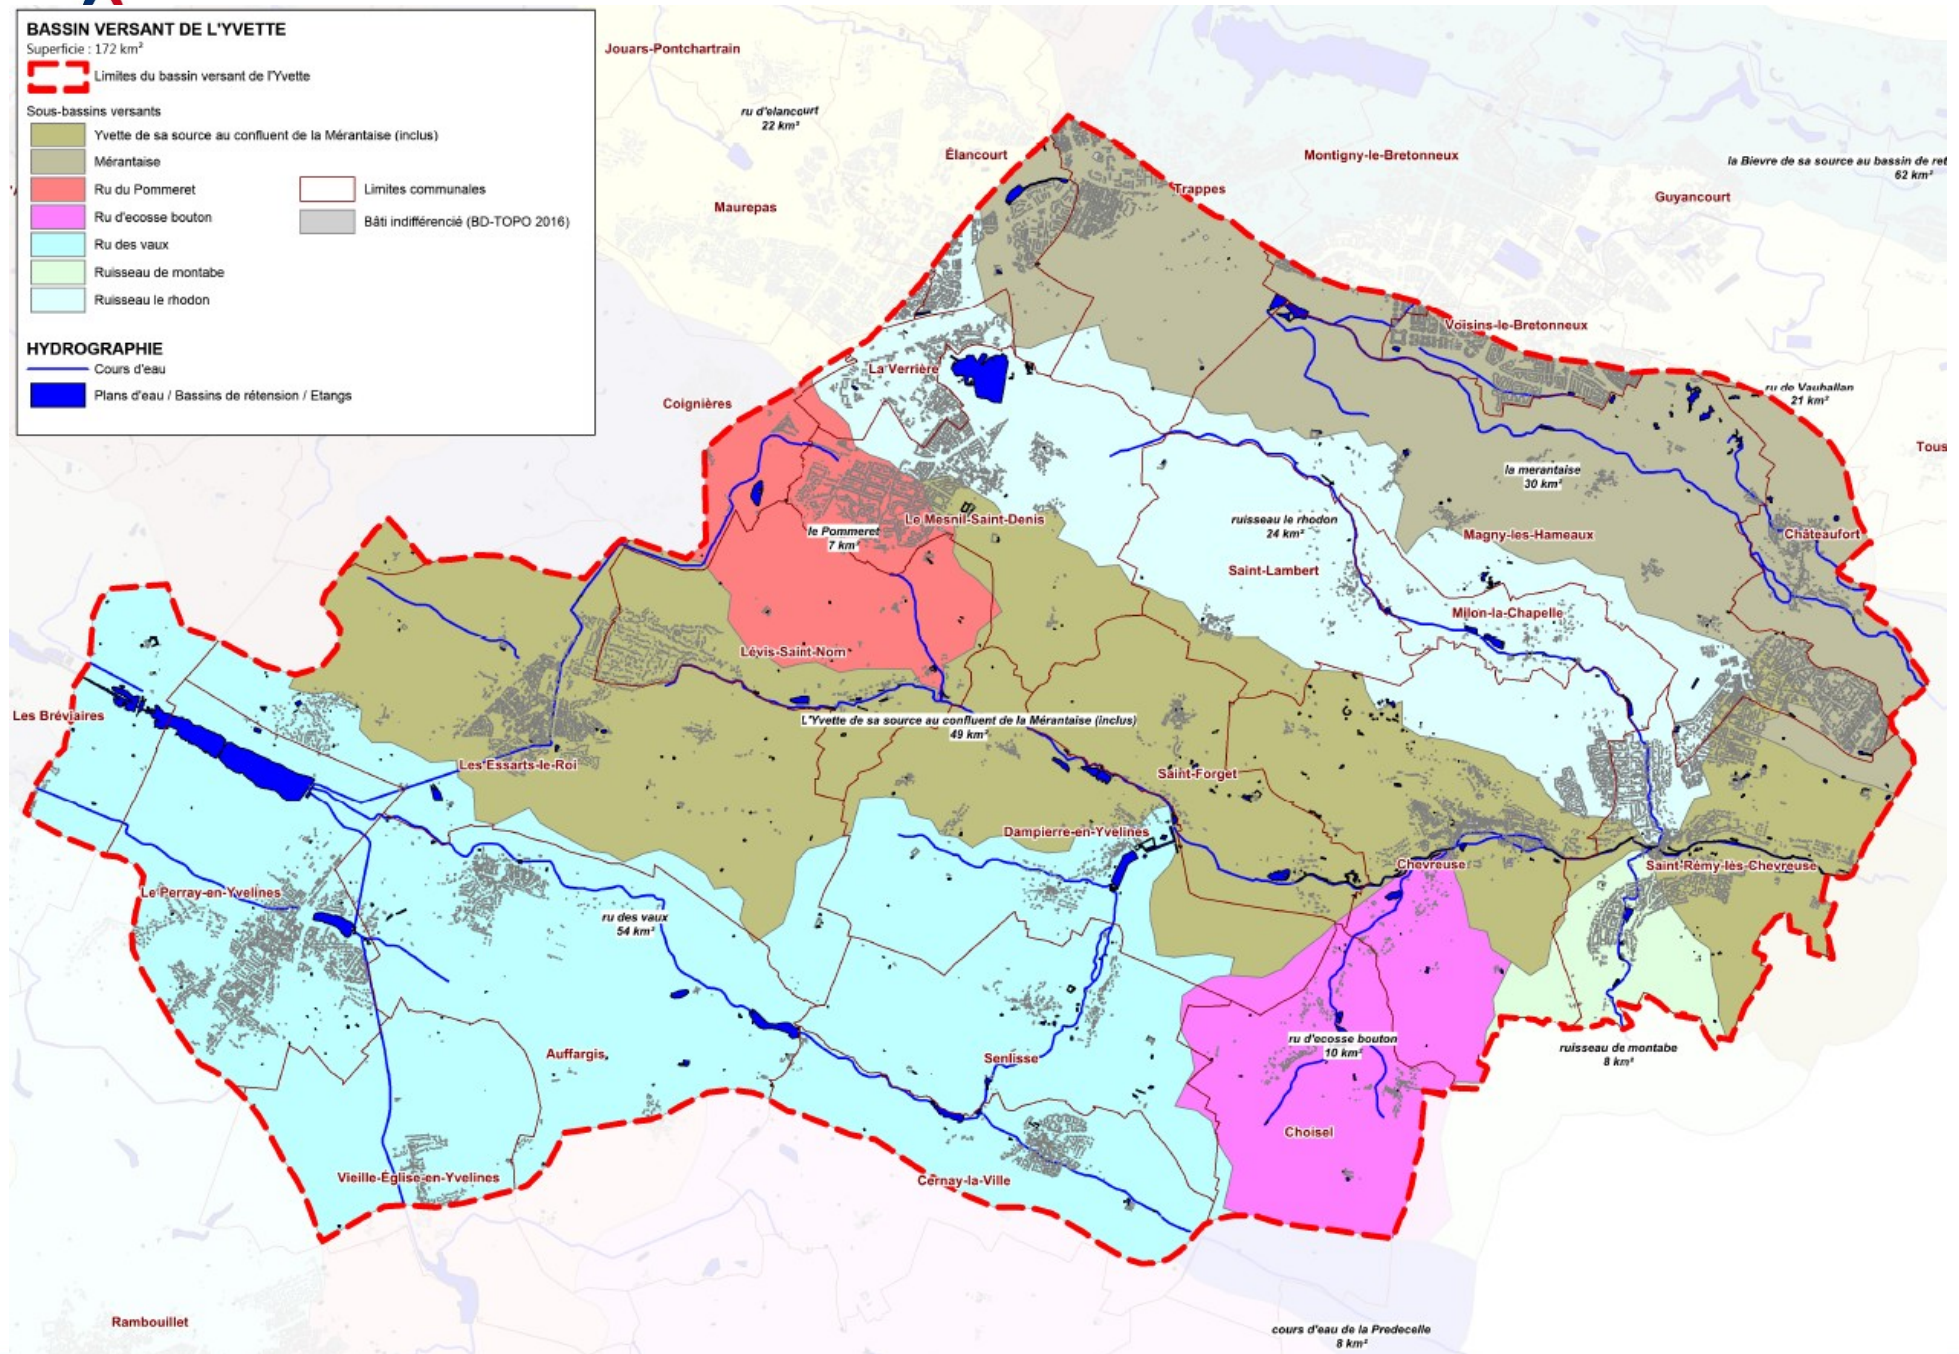 BASSIN VERSANT DE L'YVETTE
Superficie : 172 km²
Limites du bassin versant de l'Yvette
Sous-bassins versants
Yvette de sa source au confluent de la Mérantaise (inclus)
Mérantaise
Ru du Pommeret
Ru d'ecosse bouton
Ru des vaux
Ruisseau de montabe
Ruisseau le rhodon
Limites communales
Bâti indifférencié (BD-TOPO 2016)
HYDROGRAPHIE
Cours d'eau
Plans d'eau / Bassins de rétension / Etangs
Jouars-Pontchartrain
ru d'elancourt
22 km²
Élancourt
Montigny-le-Bretonneux
la Bievre de sa source au bassin de ret
62 km²
Trappes
Guyancourt
Maurepas
Voisins-le-Bretonneux
La Verrière
ru de Vauhallan
21 km²
Coignières
Tous
la merantaise
30 km²
Le Mesnil-Saint-Denis
le Pommeret
7 km²
ruisseau le rhodon
24 km²
Magny-les-Hameaux
Châteaufort
Saint-Lambert
Milon-la-Chapelle
Lévis-Saint-Nom
Les Bréviaires
L'Yvette de sa source au confluent de la Mérantaise (inclus)
49 km²
Les Essarts-le-Roi
Saint-Forget
Dampierre-en-Yvelines
Chevreuse
Saint-Rémy-lès-Chevreuse
Le Perray-en-Yvelines
ru des vaux
54 km²
ru d'ecosse bouton
10 km²
ruisseau de montabe
8 km²
Auffargis
Senlisse
Choisel
Vieille-Église-en-Yvelines
Cernay-la-Ville
Rambouillet
cours d'eau de la Predecelle
8 km²